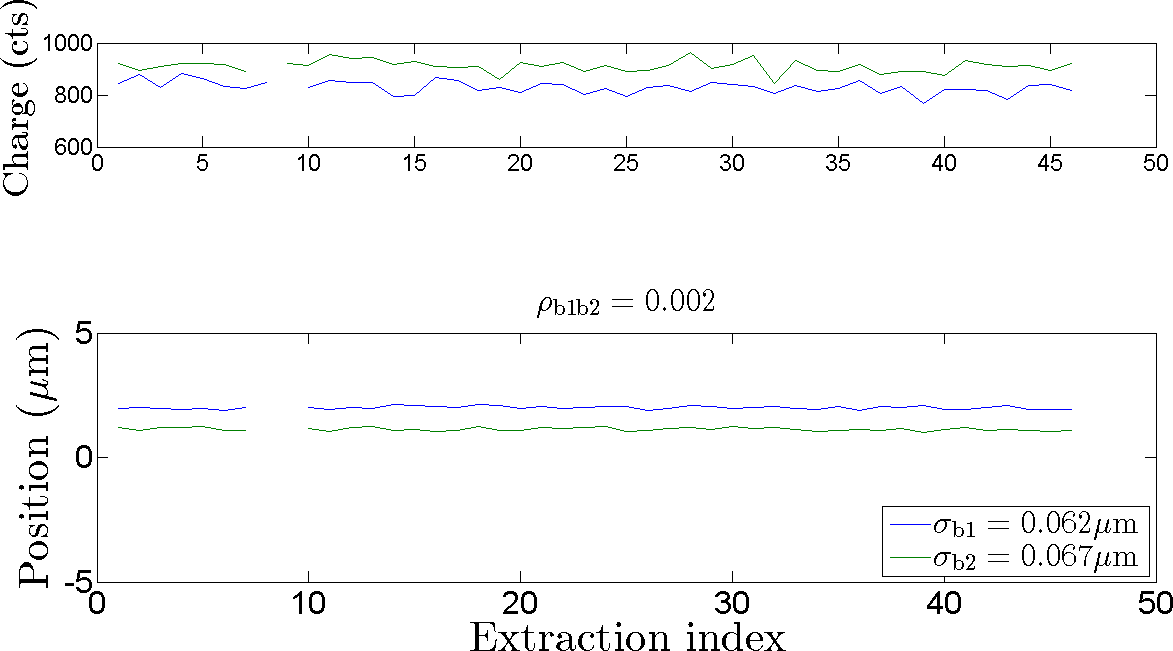 Charge (cts)
1000
800
600
0 5 10 15 20 25 30 35 40 45 50
ρb1b2 = 0.002
Position (μm)
5
0
-5
σb1 = 0.062μm
σb2 = 0.067μm
0 10 20 30 40 50
Extraction index